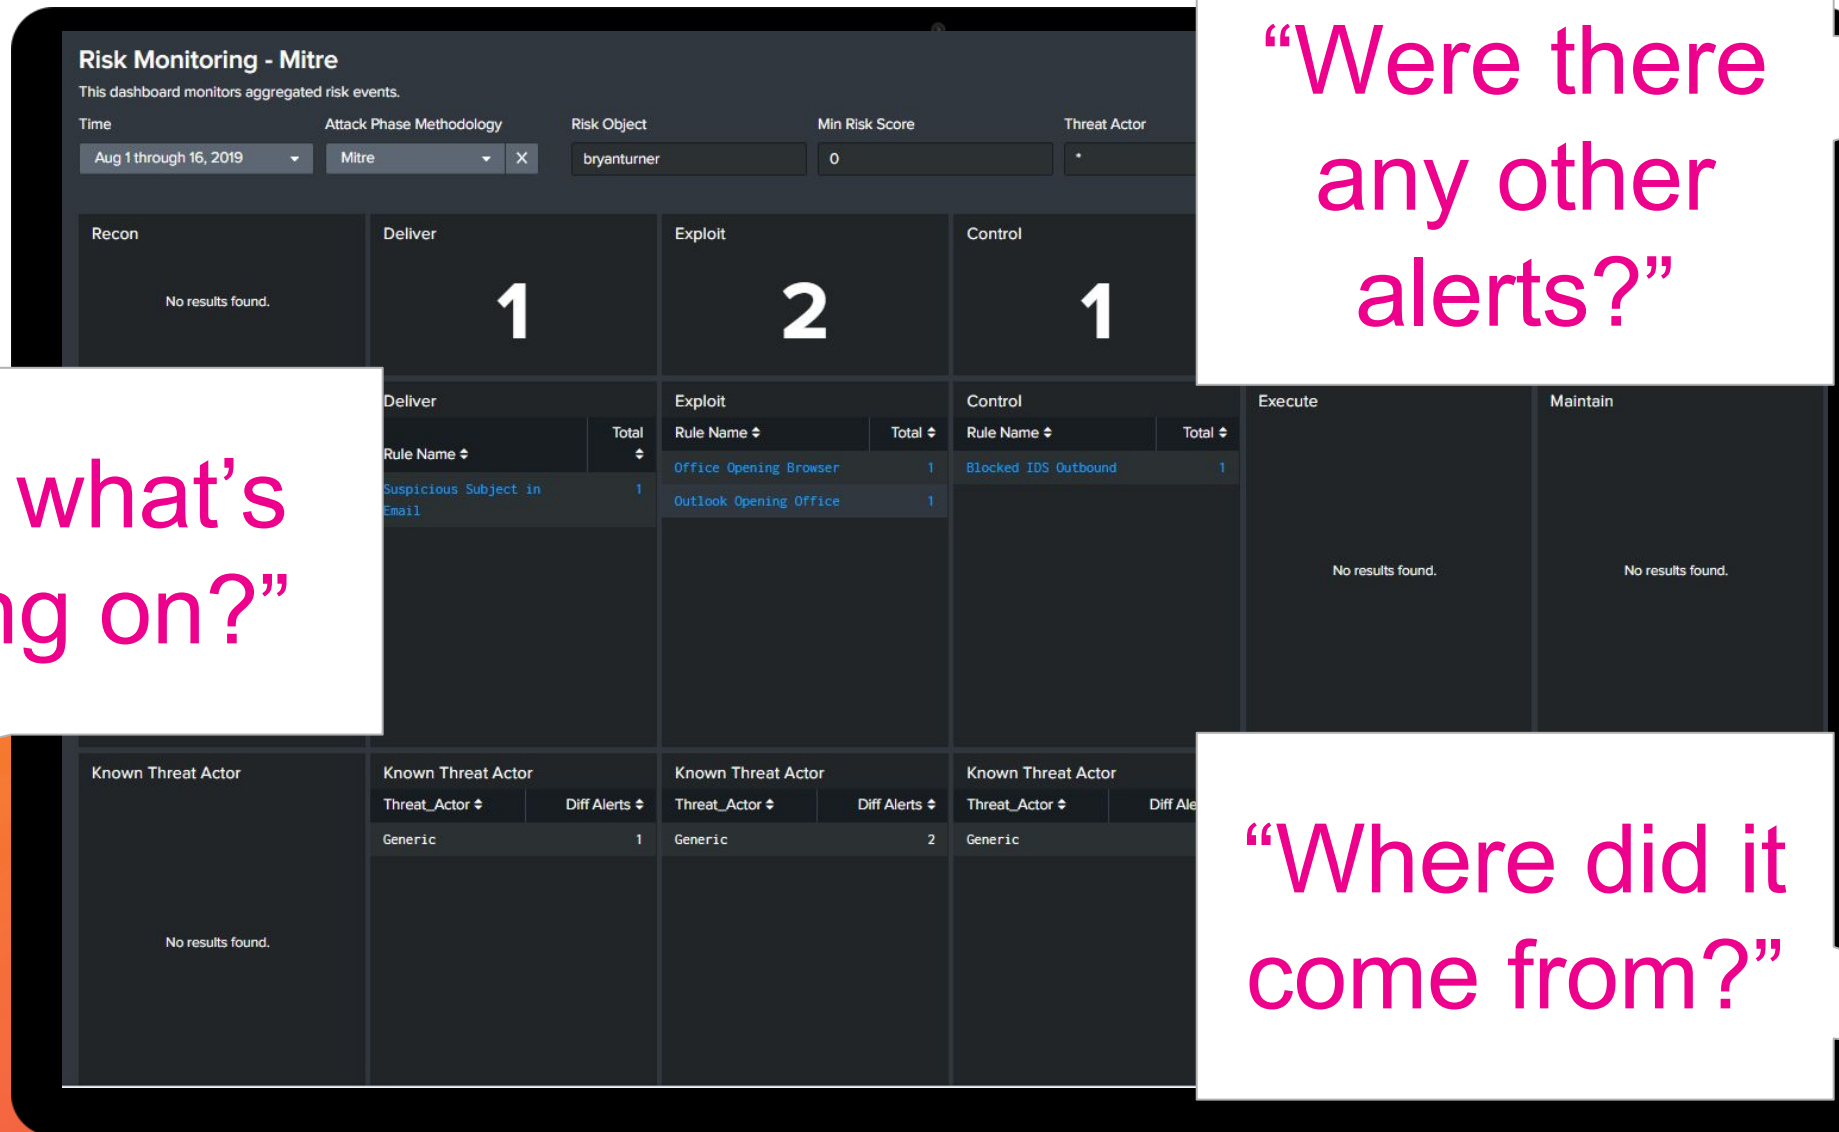 Risk Monitoring - Mitre
This dashboard monitors aggregated risk events.
Time Attack Phase Methodology Risk Object Min Risk Score Threat Actor
Aug 1 through 16, 2019 Mitre X bryanturner 0 *
“Were there
any other
alerts?”
Recon Deliver Exploit Control
No results found. 1 2 1
Deliver Exploit Control Execute Maintain
Rule Name Total Rule Name Total Rule Name Total
Suspicious Subject in Email 1
Office Opening Browser 1
Outlook Opening Office 1
Blocked IDS Outbound 1
No results found. No results found.
what’s
on?”
Known Threat Actor Known Threat Actor Known Threat Actor Known Threat Actor
Threat_Actor Diff Alerts Threat_Actor Diff Alerts Threat_Actor Diff
Generic 1 Generic 2 Generic
No results found.
“Where did it
come from?”